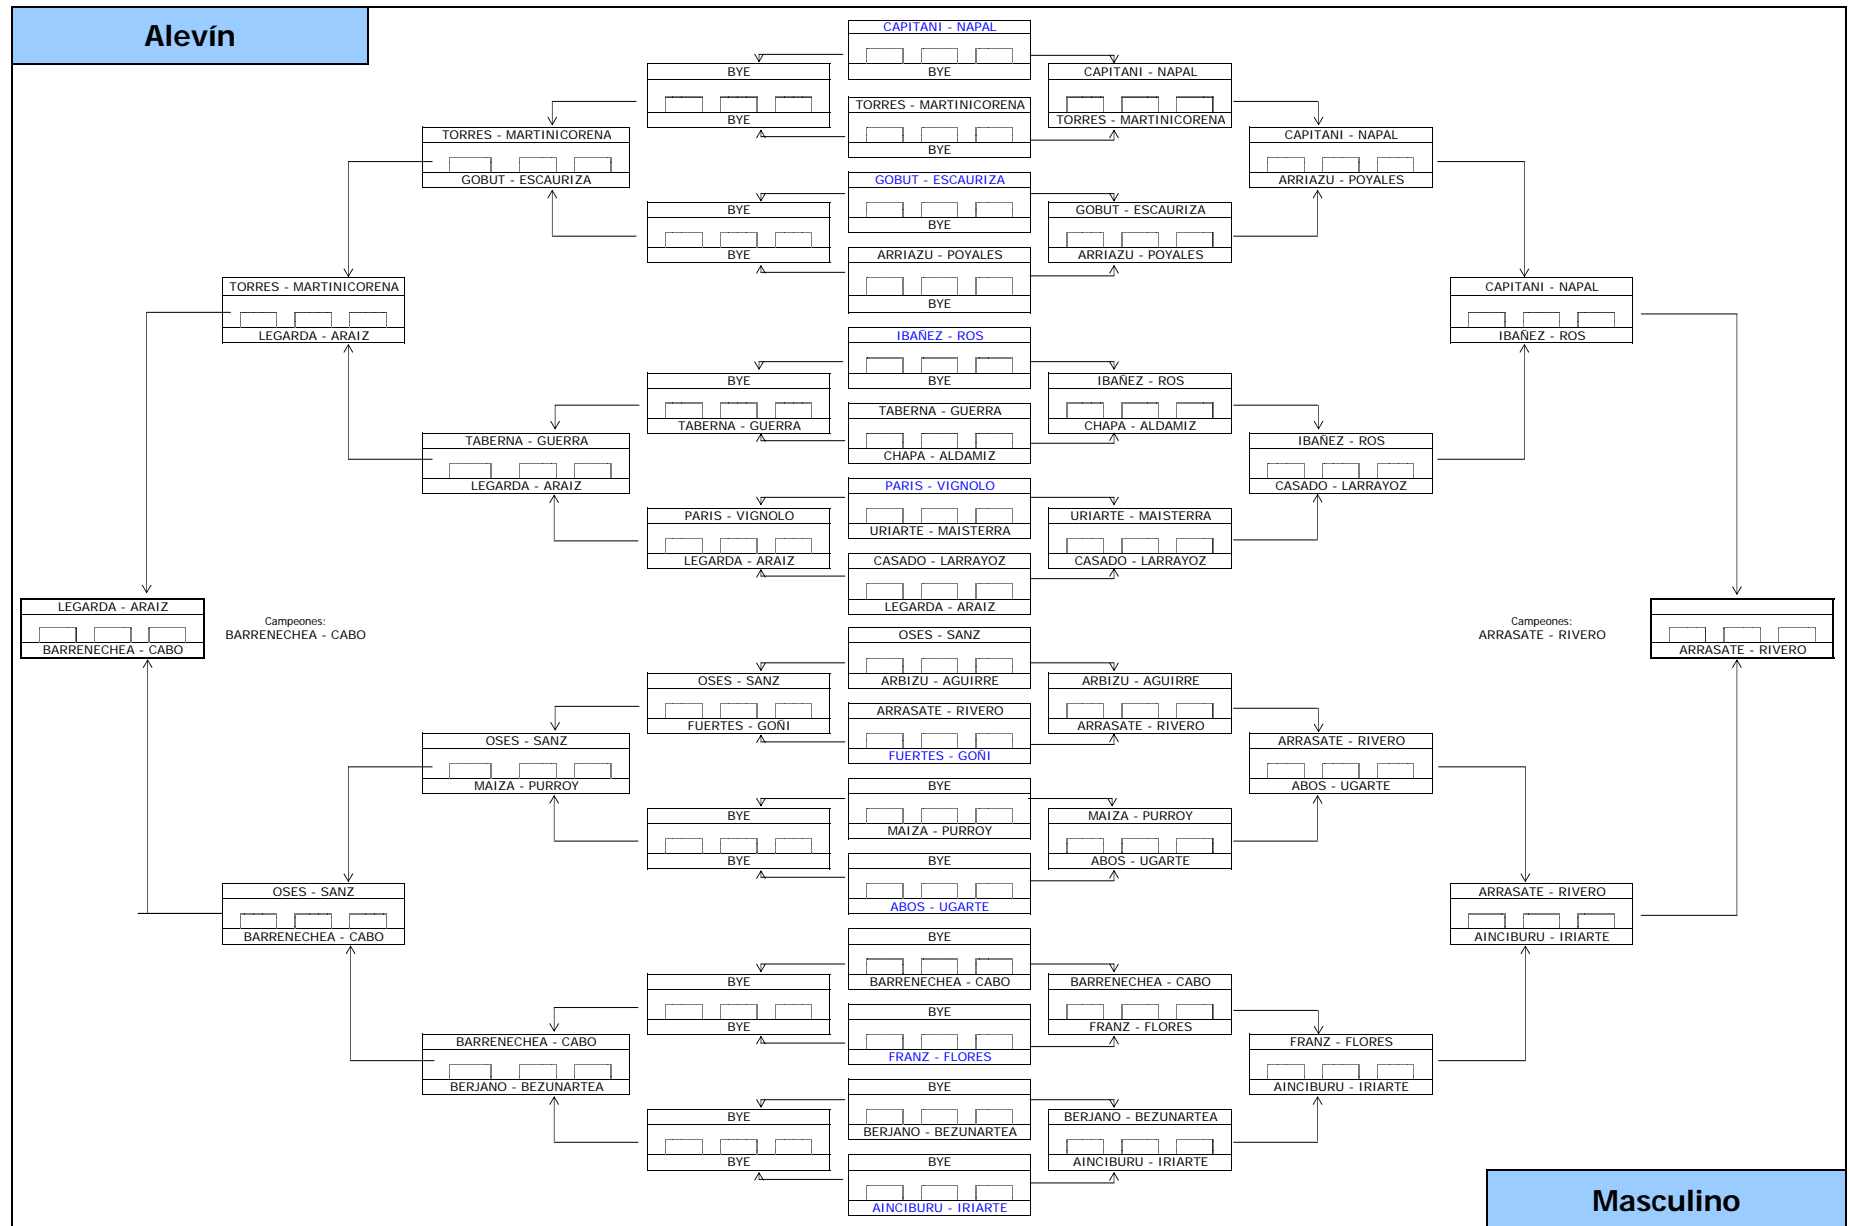 Alevín
CAPITANI - NAPAL
BYE
TORRES - MARTINICORENA
BYE
GOBUT - ESCAURIZA
BYE
ARRIAZU - POYALES
BYE
IBAÑEZ - ROS
BYE
TABERNA - GUERRA
CHAPA - ALDAMIZ
PARIS - VIGNOLO
URIARTE - MAISTERRA
CASADO - LARRAYOZ
LEGARDA - ARAIZ
OSES - SANZ
ARBIZU - AGUIRRE
ARRASATE - RIVERO
FUERTES - GOÑI
BYE
MAIZA - PURROY
BYE
ABOS - UGARTE
BYE
BARRENECHEA - CABO
BYE
FRANZ - FLORES
BYE
BERJANO - BEZUNARTEA
BYE
AINCIBURU - IRIARTE
BYE
BYE
BYE
BYE
BYE
TABERNA - GUERRA
PARIS - VIGNOLO
LEGARDA - ARAIZ
OSES - SANZ
FUERTES - GOÑI
BYE
BYE
BYE
BYE
BYE
BYE
TORRES - MARTINICORENA
GOBUT - ESCAURIZA
TABERNA - GUERRA
LEGARDA - ARAIZ
OSES - SANZ
MAIZA - PURROY
BARRENECHEA - CABO
BERJANO - BEZUNARTEA
TORRES - MARTINICORENA
LEGARDA - ARAIZ
OSES - SANZ
BARRENECHEA - CABO
LEGARDA - ARAIZ
BARRENECHEA - CABO
Campeones:
BARRENECHEA - CABO
CAPITANI - NAPAL
TORRES - MARTINICORENA
GOBUT - ESCAURIZA
ARRIAZU - POYALES
IBAÑEZ - ROS
CHAPA - ALDAMIZ
URIARTE - MAISTERRA
CASADO - LARRAYOZ
ARBIZU - AGUIRRE
ARRASATE - RIVERO
MAIZA - PURROY
ABOS - UGARTE
BARRENECHEA - CABO
FRANZ - FLORES
BERJANO - BEZUNARTEA
AINCIBURU - IRIARTE
CAPITANI - NAPAL
ARRIAZU - POYALES
IBAÑEZ - ROS
CASADO - LARRAYOZ
ARRASATE - RIVERO
ABOS - UGARTE
FRANZ - FLORES
AINCIBURU - IRIARTE
CAPITANI - NAPAL
IBAÑEZ - ROS
ARRASATE - RIVERO
AINCIBURU - IRIARTE
Campeones:
ARRASATE - RIVERO
ARRASATE - RIVERO
Masculino